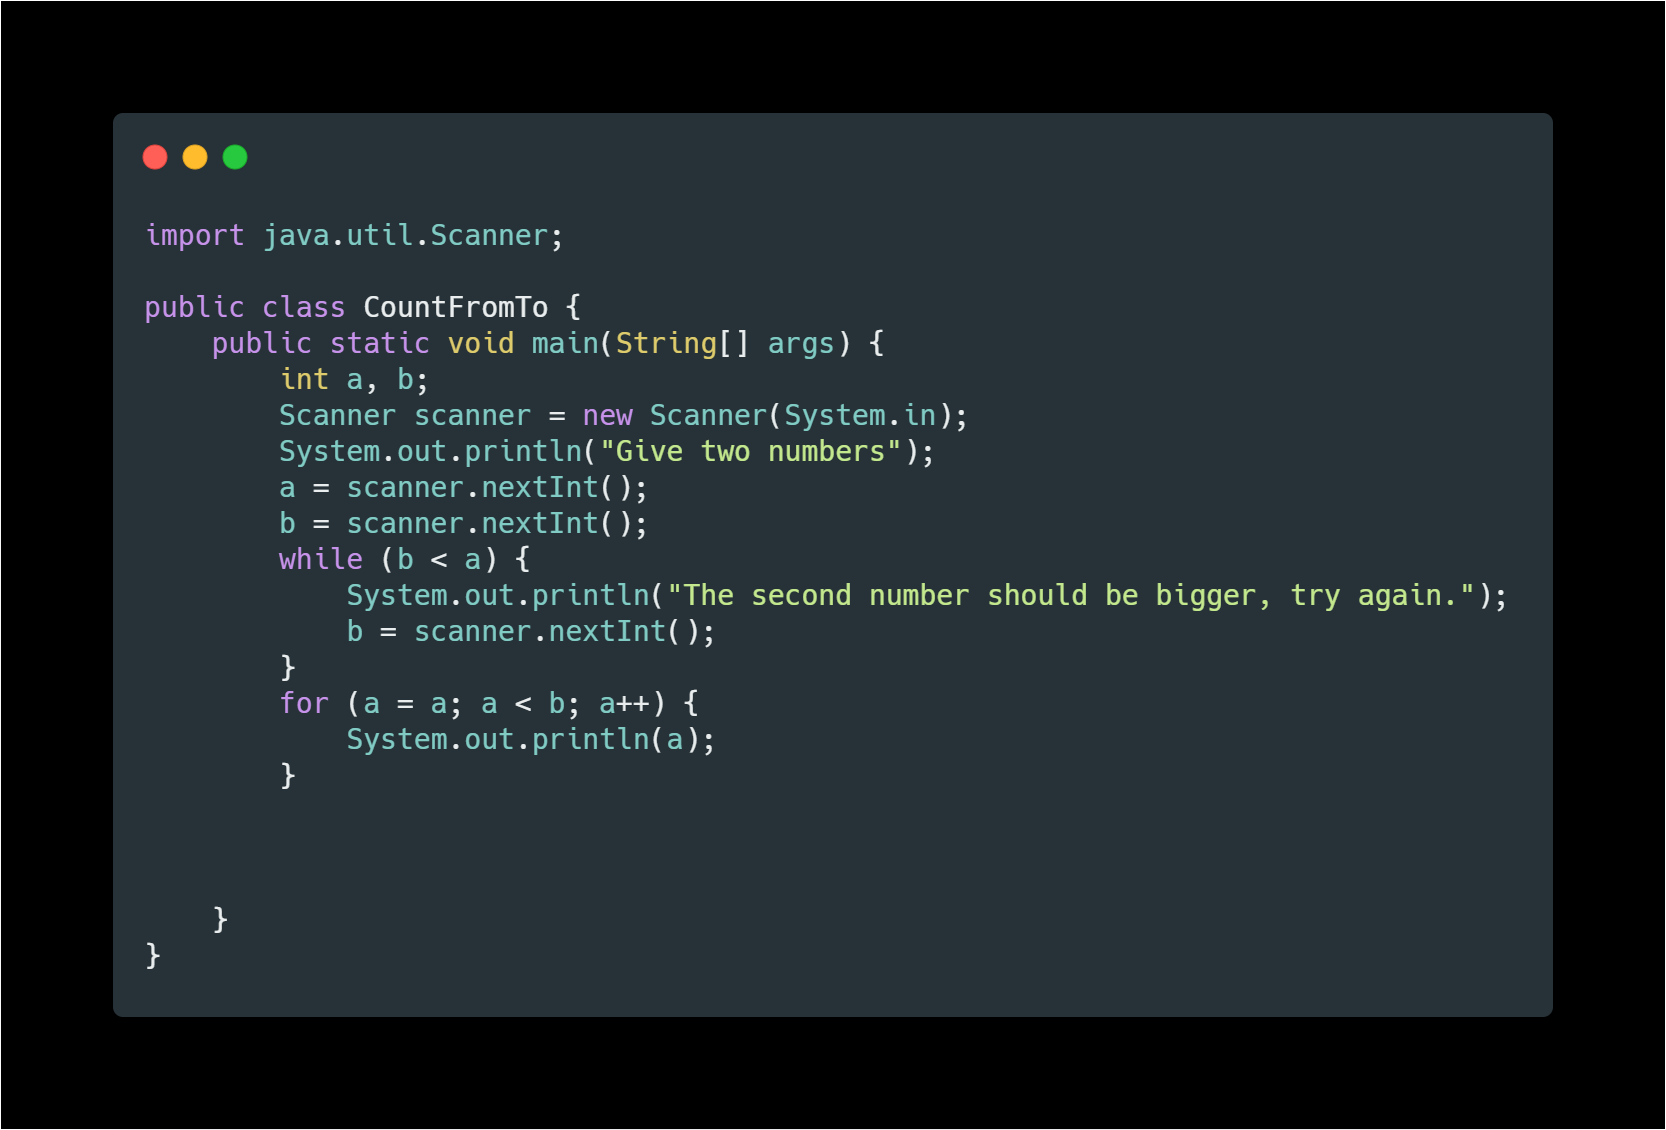 import java.util.Scanner;

public class CountFromTo {
    public static void main(String[] args) {
        int a, b;
        Scanner scanner = new Scanner(System.in);
        System.out.println("Give two numbers");
        a = scanner.nextInt();
        b = scanner.nextInt();
        while (b < a) {
            System.out.println("The second number should be bigger, try again.");
            b = scanner.nextInt();
        }
        for (a = a; a < b; a++) {
            System.out.println(a);
        }



    }
}